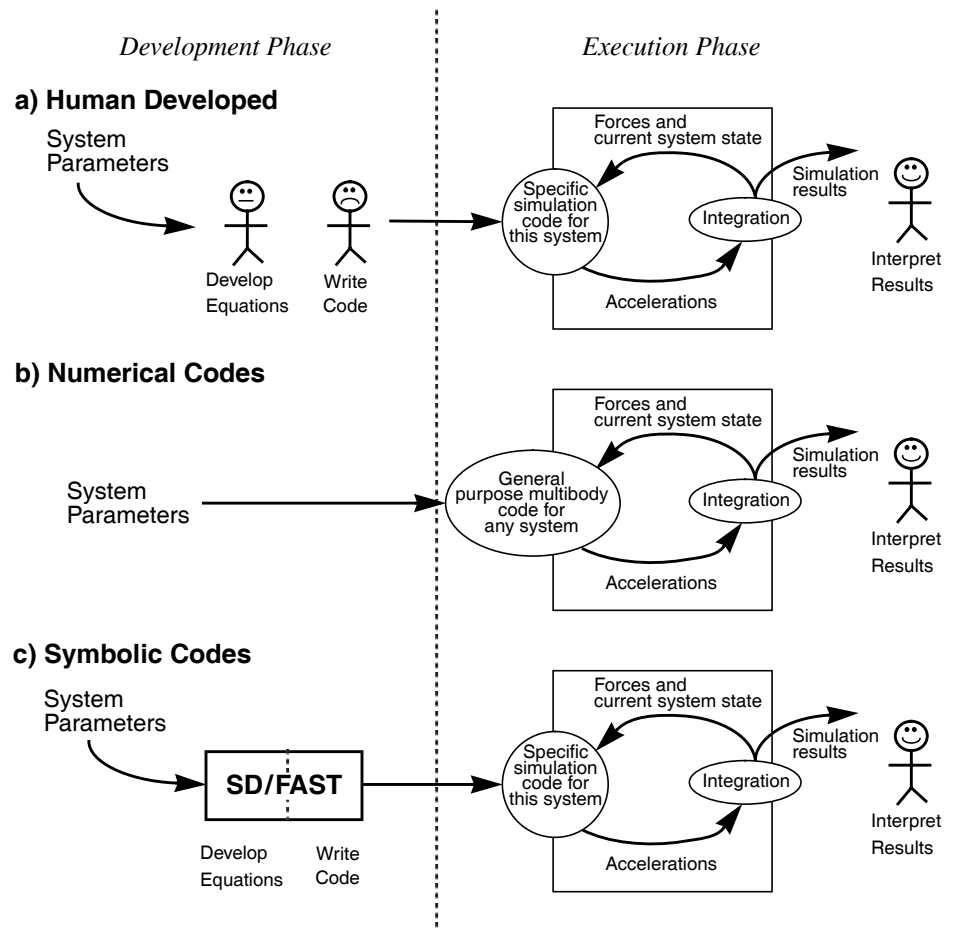 Development Phase
Execution Phase
a) Human Developed
System
Parameters
Develop
Equations
Write
Code
Forces and
current system state
Specific
simulation
code for
this system
Integration
Accelerations
Simulation
results
Interpret
Results
b) Numerical Codes
System
Parameters
Forces and
current system state
General
purpose multibody
code for
any system
Integration
Accelerations
Simulation
results
Interpret
Results
c) Symbolic Codes
System
Parameters
SD/FAST
Develop
Equations
Write
Code
Forces and
current system state
Specific
simulation
code for
this system
Integration
Accelerations
Simulation
results
Interpret
Results